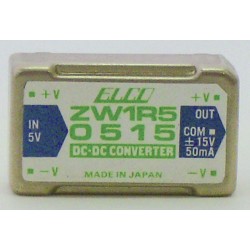 +V ELCO +V
ZW1R5
IN OUT
0515 COM
5V ± 15V
50mA
DC-DC CONVERTER
-V -V
MADE IN JAPAN